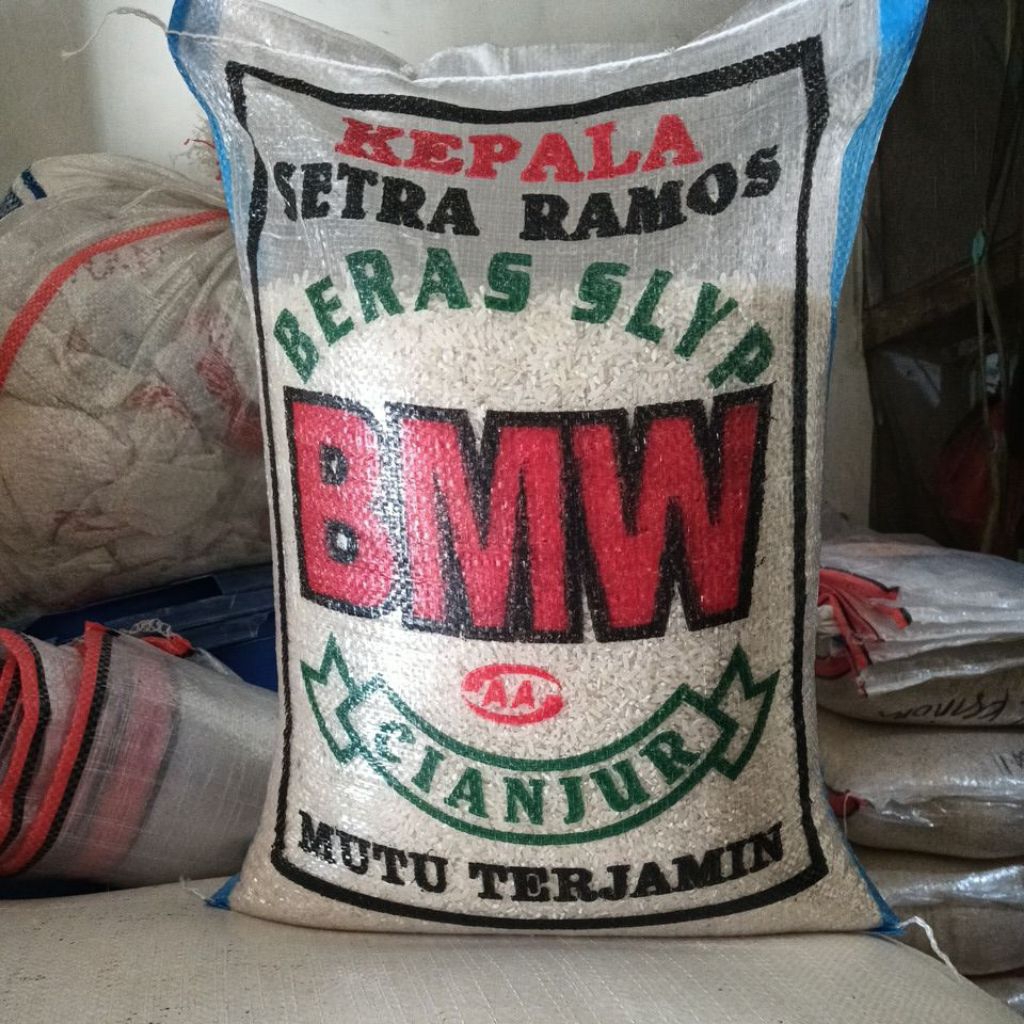 KEPALA
SETRA RAMOS
BERAS SLYP
BMW
AA
CIANJUR
MUTU TERJAMIN